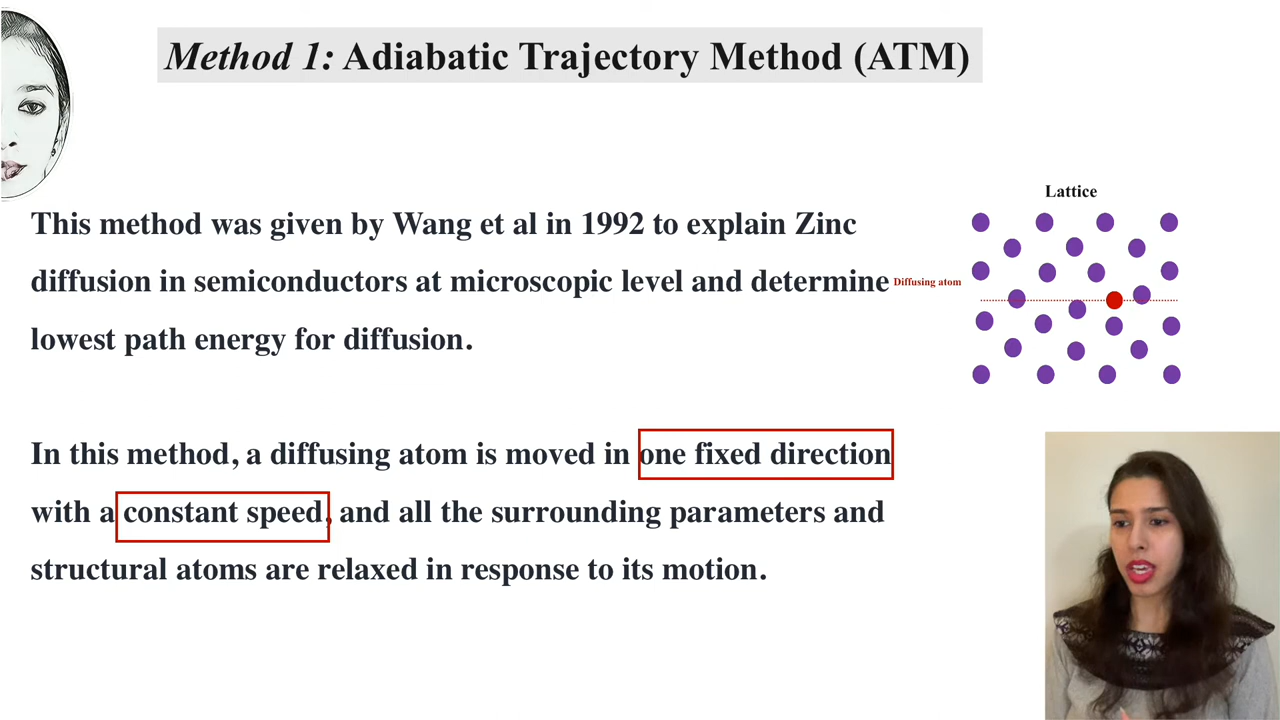 Method 1: Adiabatic Trajectory Method (ATM)
This method was given by Wang et al in 1992 to explain Zinc
diffusion in semiconductors at microscopic level and determine
lowest path energy for diffusion.
In this method, a diffusing atom is moved in one fixed direction
with a constant speed, and all the surrounding parameters and
structural atoms are relaxed in response to its motion.
Lattice
Diffusing atom